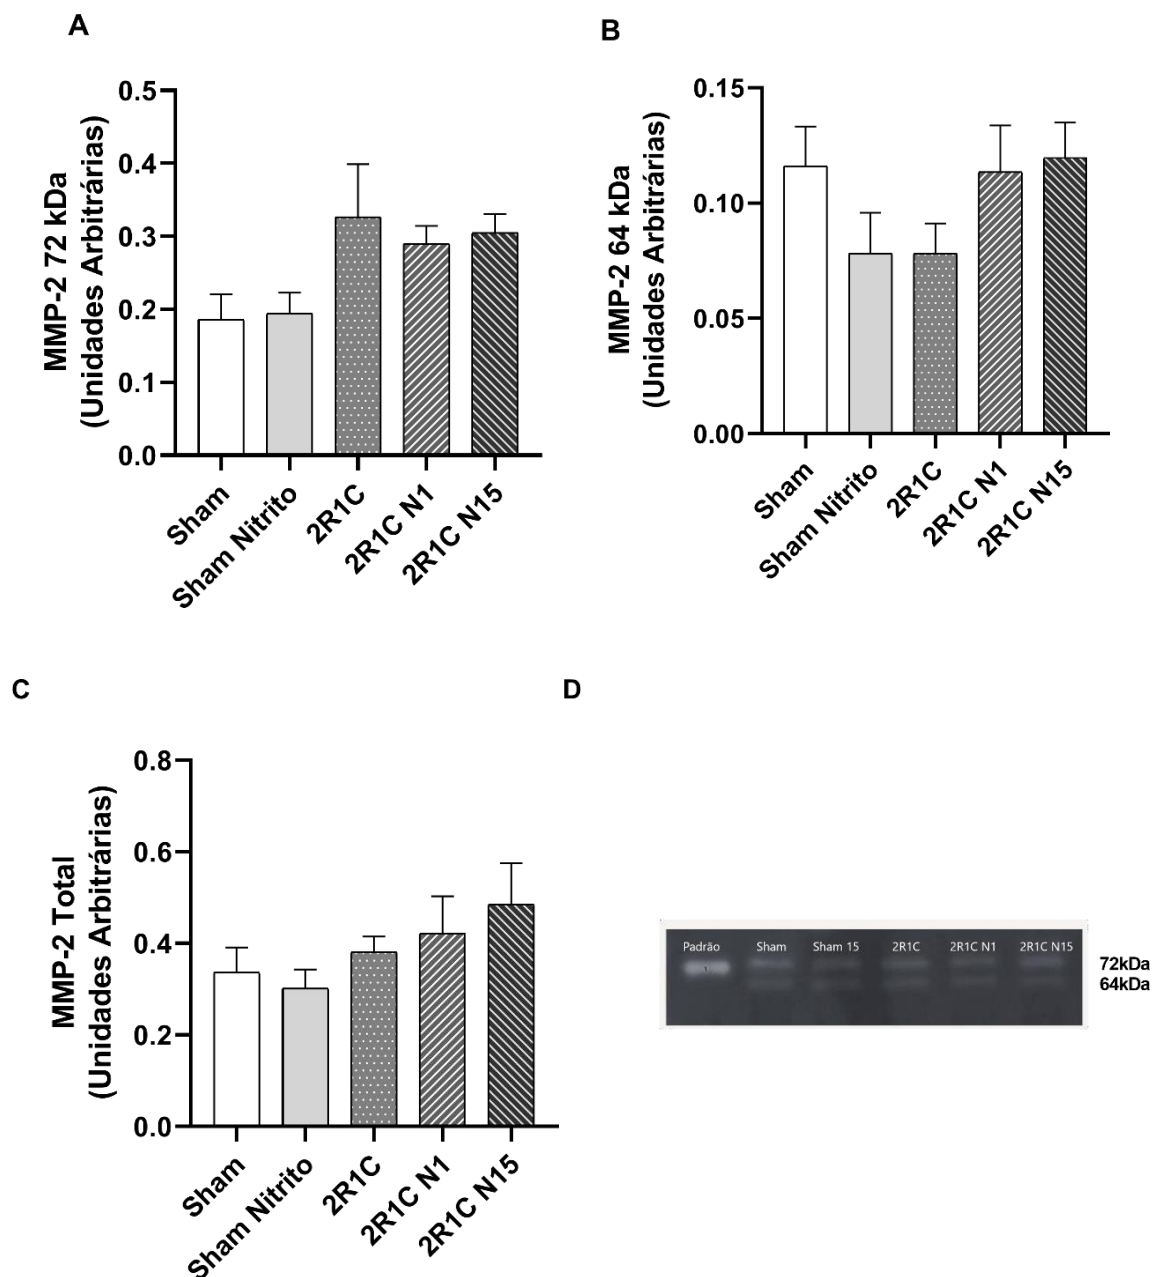 A
MMP-2 72 kDa
(Unidades Arbitrárias)
0.5
0.4
0.3
0.2
0.1
0.0
Sham
Sham Nitrito
2R1C
2R1C N1
2R1C N15
B
MMP-2 64 kDa
(Unidades Arbitrárias)
0.15
0.10
0.05
0.00
Sham
Sham Nitrito
2R1C
2R1C N1
2R1C N15
C
MMP-2 Total
(Unidades Arbitrárias)
0.8
0.6
0.4
0.2
0.0
Sham
Sham Nitrito
2R1C
2R1C N1
2R1C N15
D
Padrão Sham Sham 15 2R1C 2R1C N1 2R1C N15
72kDa
64kDa